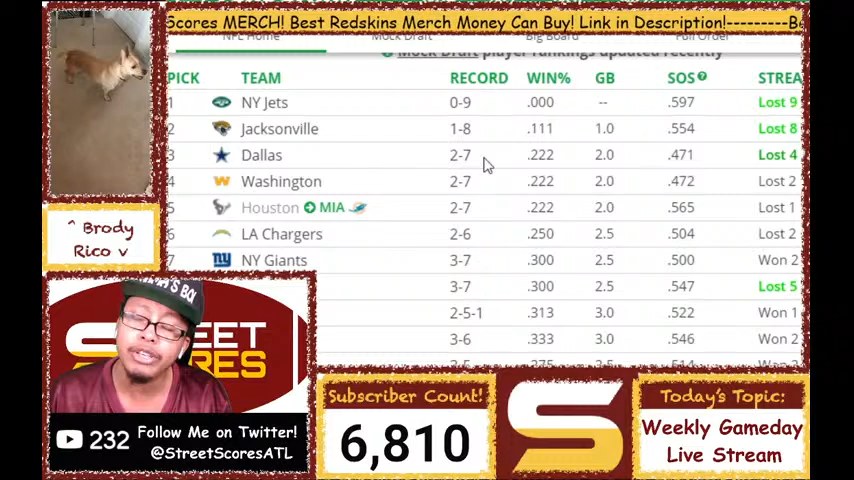 Scores MERCH! Best Redskins Merch Money Can Buy! Link in Description!---------Be
NFL Home Mock Draft Big Board Full Order
Mock Draft player rankings updated recently
PICK TEAM RECORD WIN% GB SOS? STREA
1 NY Jets 0-9 .000 -- .597 Lost 9
2 Jacksonville 1-8 .111 1.0 .554 Lost 8
3 Dallas 2-7 .222 2.0 .471 Lost 4
4 Washington 2-7 .222 2.0 .472 Lost 2
5 Houston MIA 2-7 .222 2.0 .565 Lost 1
6 LA Chargers 2-6 .250 2.5 .504 Lost 2
7 NY Giants 3-7 .300 2.5 .500 Won 2
3-7 .300 2.5 .547 Lost 5
2-5-1 .313 3.0 .522 Won 1
3-6 .333 3.0 .546 Won 2
^ Brody
Rico v
STREET
SCORES
232
Follow Me on Twitter!
@StreetScoresATL
Subscriber Count!
6,810
S
Today's Topic:
Weekly Gameday
Live Stream